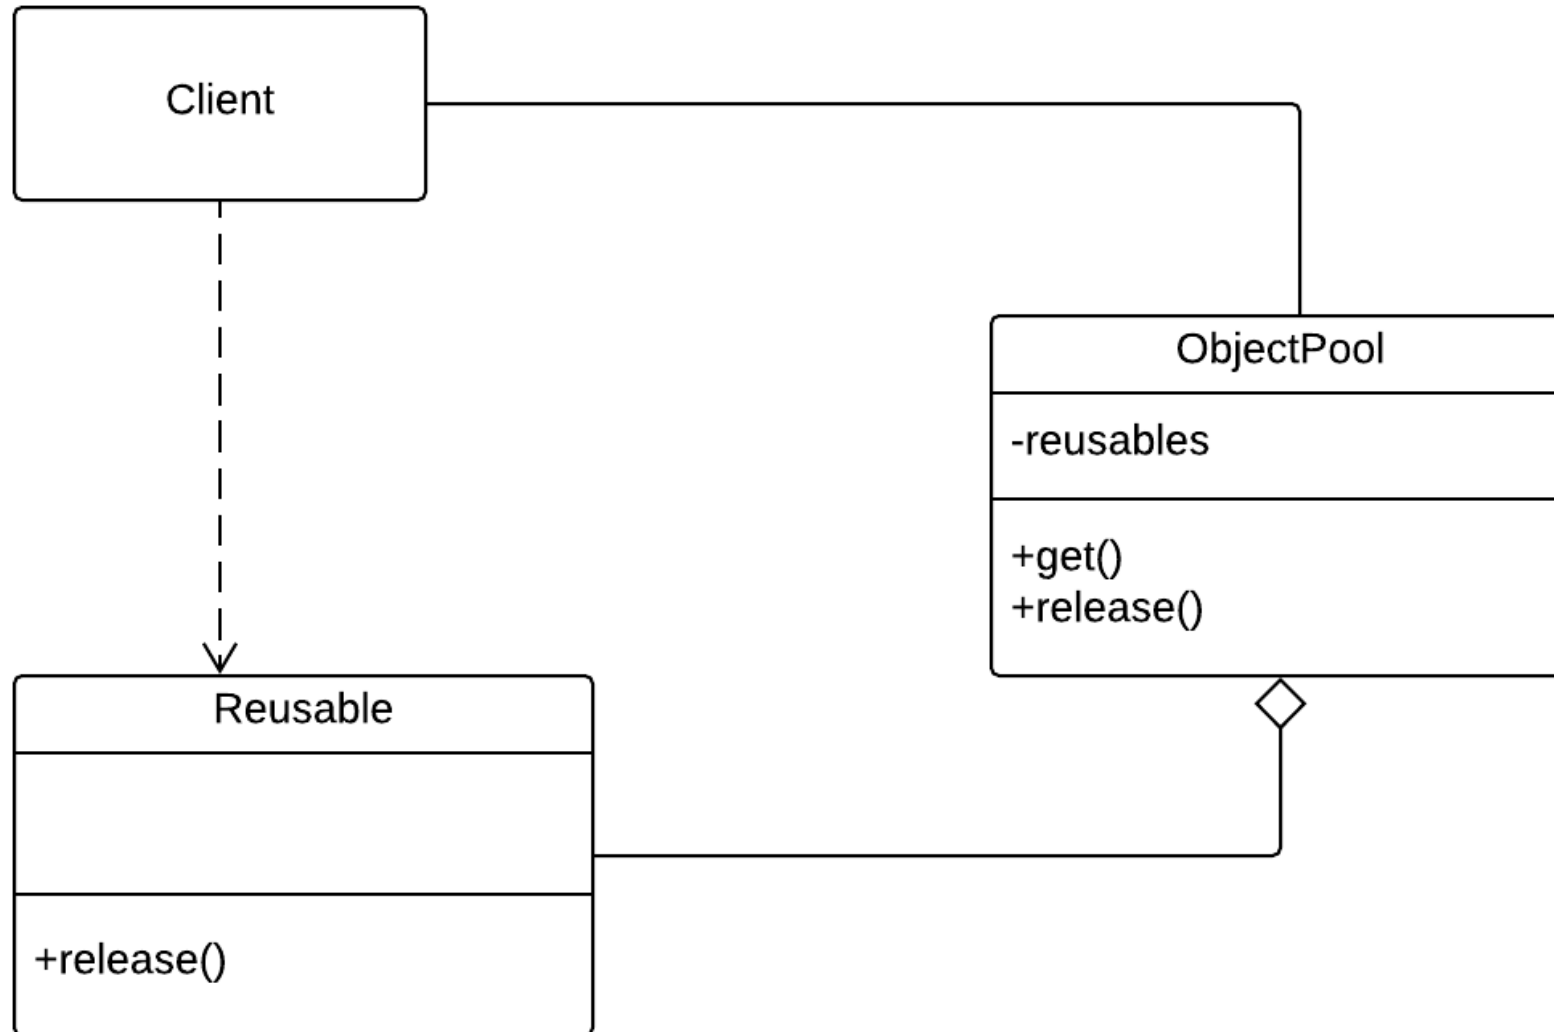 Client
ObjectPool
-reusables
+get()
+release()
Reusable
+release()